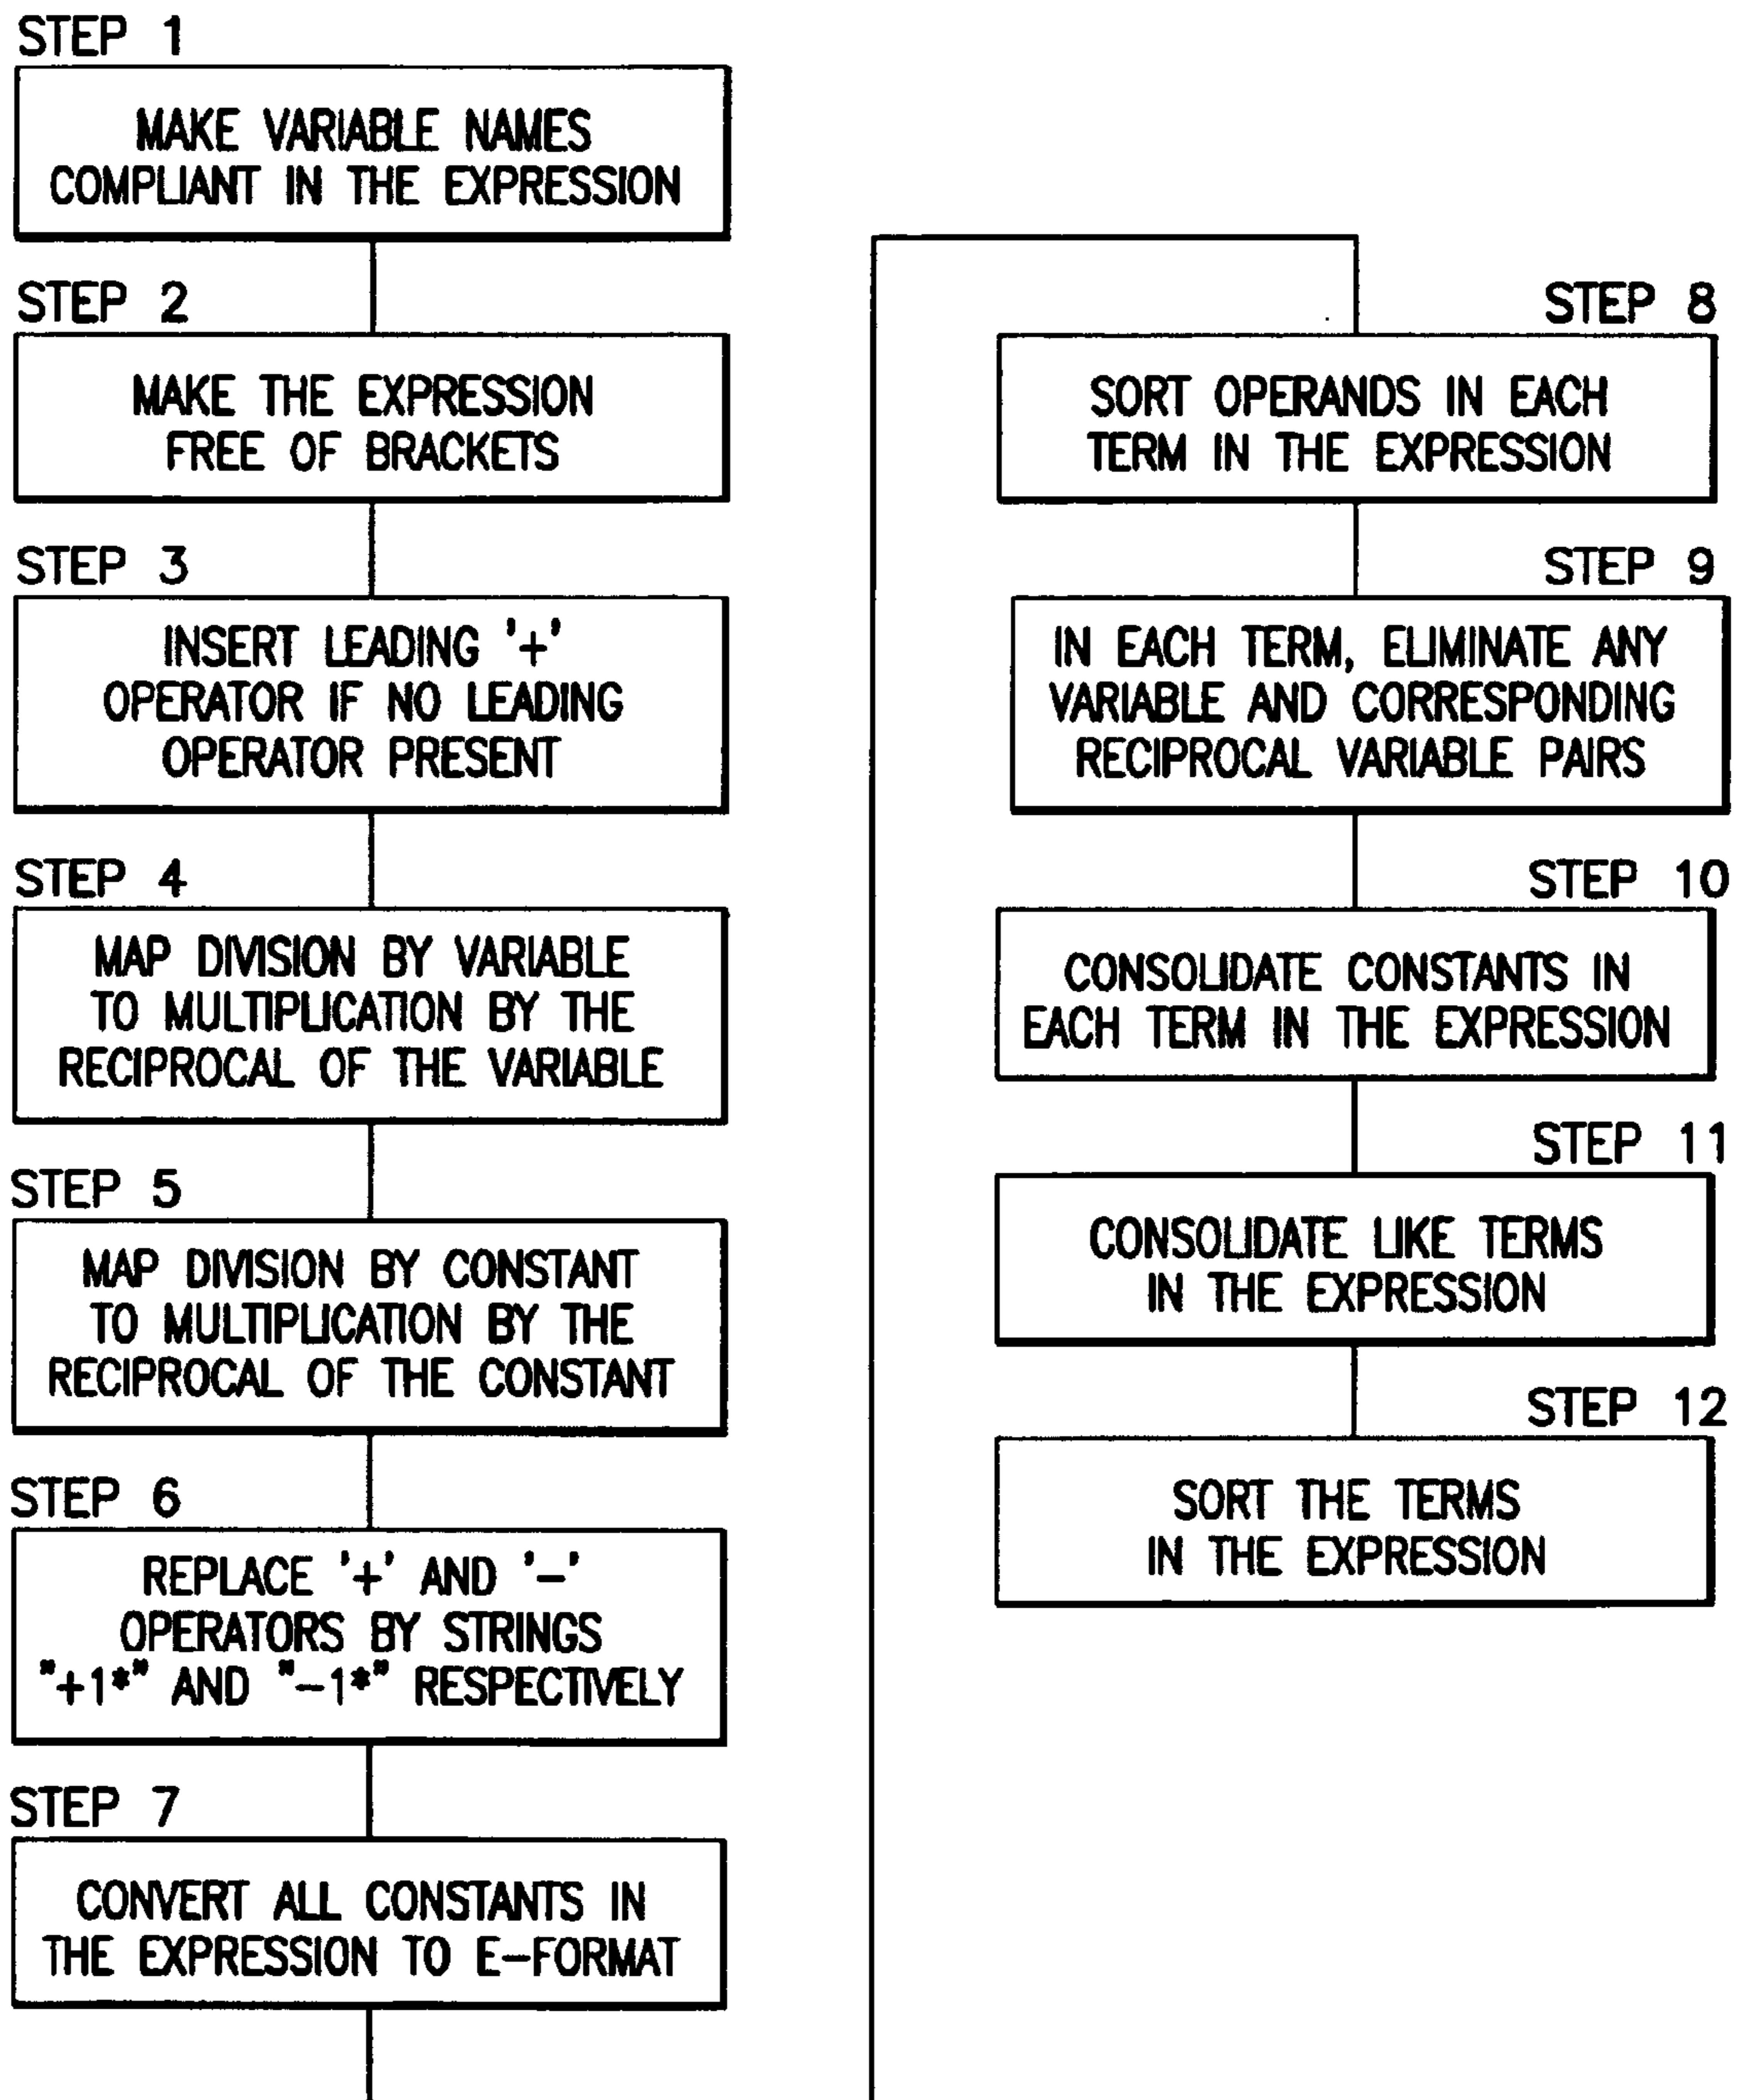 STEP 1
MAKE VARIABLE NAMES
COMPLIANT IN THE EXPRESSION
STEP 2
MAKE THE EXPRESSION
FREE OF BRACKETS
STEP 3
INSERT LEADING '+'
OPERATOR IF NO LEADING
OPERATOR PRESENT
STEP 4
MAP DIVISION BY VARIABLE
TO MULTIPLICATION BY THE
RECIPROCAL OF THE VARIABLE
STEP 5
MAP DIVISION BY CONSTANT
TO MULTIPLICATION BY THE
RECIPROCAL OF THE CONSTANT
STEP 6
REPLACE '+' AND '-'
OPERATORS BY STRINGS
"+1*" AND "-1*" RESPECTIVELY
STEP 7
CONVERT ALL CONSTANTS IN
THE EXPRESSION TO E-FORMAT
STEP 8
SORT OPERANDS IN EACH
TERM IN THE EXPRESSION
STEP 9
IN EACH TERM, ELIMINATE ANY
VARIABLE AND CORRESPONDING
RECIPROCAL VARIABLE PAIRS
STEP 10
CONSOLIDATE CONSTANTS IN
EACH TERM IN THE EXPRESSION
STEP 11
CONSOLIDATE LIKE TERMS
IN THE EXPRESSION
STEP 12
SORT THE TERMS
IN THE EXPRESSION